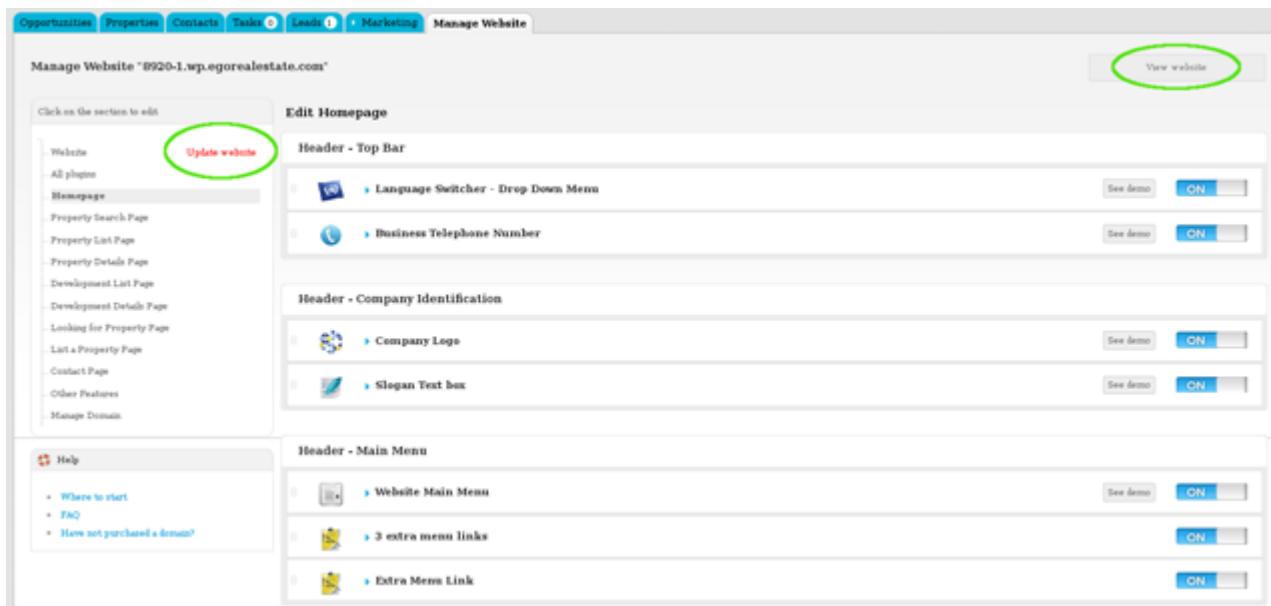 Opportunities Properties Contacts Tasks 0 Leads 1 Marketing Manage Website
Manage Website "8920-1.wp.egorealestate.com"
View website
Click on the section to edit
Website Update website
All plugins
Homepage
Property Search Page
Property List Page
Property Details Page
Development List Page
Development Details Page
Looking for Property Page
List a Property Page
Contact Page
Other Features
Manage Domain
Help
Where to start
FAQ
Have not purchased a domain?
Edit Homepage
Header - Top Bar
Language Switcher - Drop Down Menu See demo ON
Business Telephone Number See demo ON
Header - Company Identification
Company Logo See demo ON
Slogan Text box See demo ON
Header - Main Menu
Website Main Menu See demo ON
3 extra menu links ON
Extra Menu Link ON